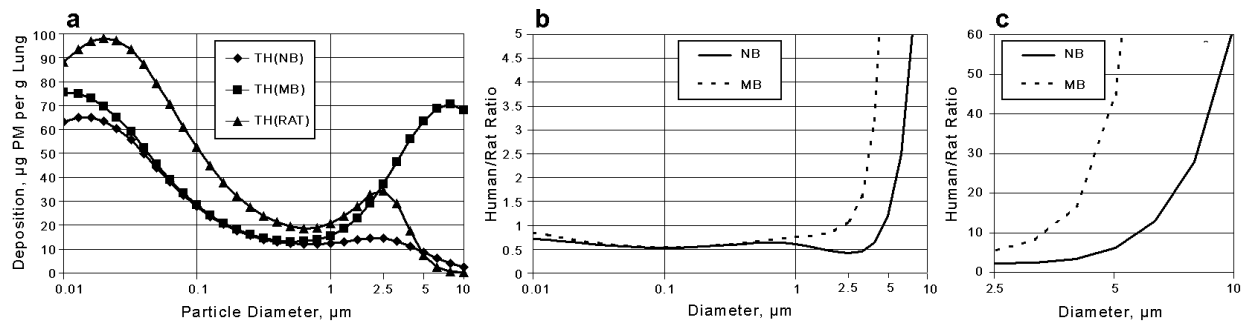 a
Deposition, µg PM per g Lung
100
90
80
70
60
50
40
30
20
10
0
0.01
0.1
1
2.5
5
10
Particle Diameter, µm
TH(NB)
TH(MB)
TH(RAT)
b
Human/Rat Ratio
5
4.5
4
3.5
3
2.5
2
1.5
1
0.5
0
0.01
0.1
1
2.5
5
10
Diameter, µm
NB
MB
c
Human/Rat Ratio
60
50
40
30
20
10
0
2.5
5
10
Diameter, µm
NB
MB